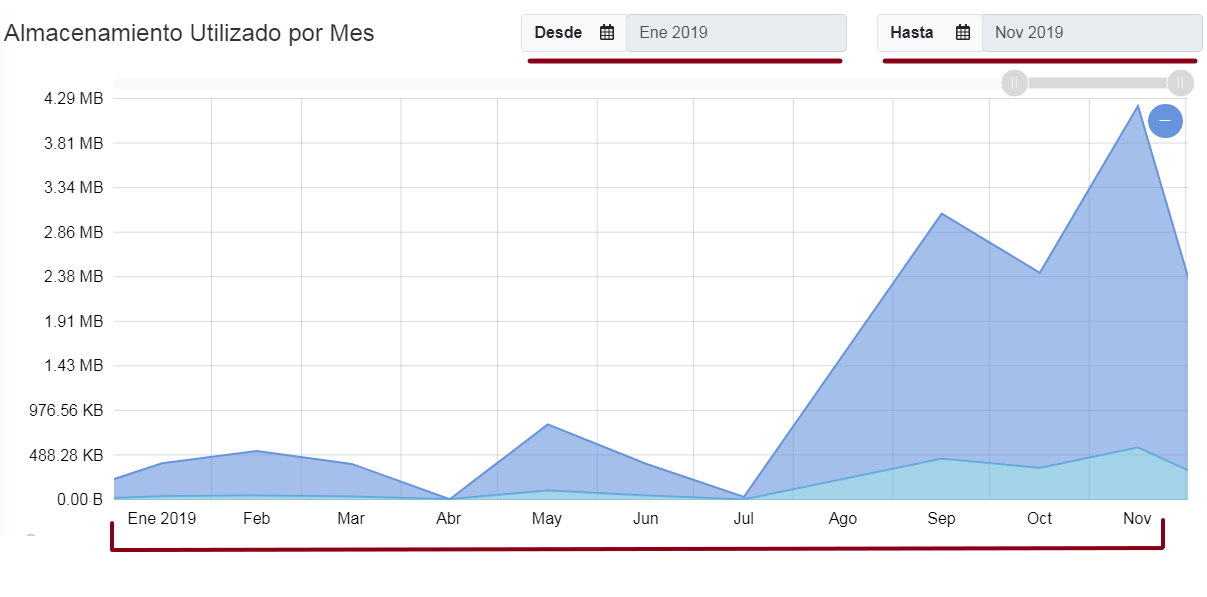 Almacenamiento Utilizado por Mes
Desde Ene 2019
Hasta Nov 2019
4.29 MB
3.81 MB
3.34 MB
2.86 MB
2.38 MB
1.91 MB
1.43 MB
976.56 KB
488.28 KB
0.00 B
Ene 2019 Feb Mar Abr May Jun Jul Ago Sep Oct Nov